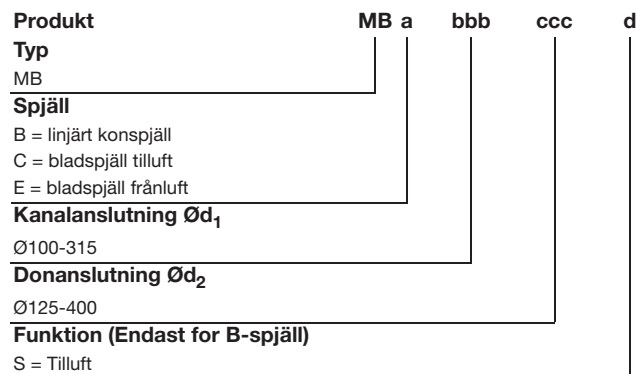 Produkt MB a bbb ccc d
Typ
MB
Spjäll
B = linjärt konspjäll
C = bladspjäll tilluft
E = bladspjäll frånluft
Kanalanslutning Ød1
Ø100-315
Donanslutning Ød2
Ø125-400
Funktion (Endast for B-spjäll)
S = Tilluft